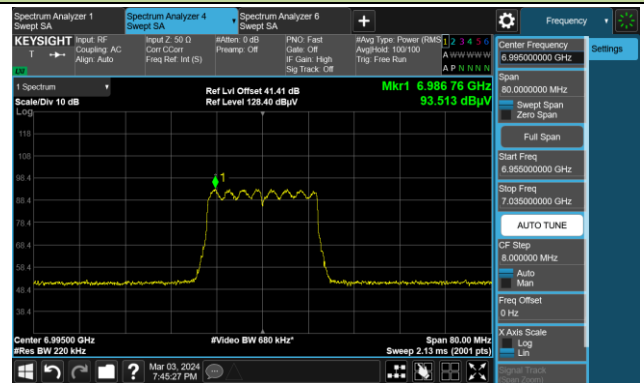 Spectrum Analyzer 1
Swept SA
Spectrum Analyzer 4
Swept SA
Spectrum Analyzer 6
Swept SA
Frequency
KEYSIGHT
Input: RF
Coupling: AC
Align: Auto
Input Z: 50 Ω
Corr CCorr
Freq Ref: Int (S)
#Atten: 0 dB
Preamp: Off
PNO: Fast
Gate: Off
IF Gain: High
Sig Track: Off
#Avg Type: Power (RMS)
Avg|Hold: 100/100
Trig: Free Run
1 2 3 4 5 6
A W W W W W
A P N N N N
LXI
1 Spectrum
Scale/Div 10 dB
Log
Ref Lvl Offset 41.41 dB
Ref Level 128.40 dBµV
Mkr1 6.986 76 GHz
93.513 dBµV
118
108
98.4
88.4
78.4
68.4
58.4
48.4
38.4
1
Center 6.99500 GHz
#Res BW 220 kHz
#Video BW 680 kHz*
Span 80.00 MHz
Sweep 2.13 ms (2001 pts)
Mar 03, 2024
7:45:27 PM
Center Frequency
6.995000000 GHz
Settings
Span
80.0000000 MHz
Swept Span
Zero Span
Full Span
Start Freq
6.955000000 GHz
Stop Freq
7.035000000 GHz
AUTO TUNE
CF Step
8.000000 MHz
Auto
Man
Freq Offset
0 Hz
X Axis Scale
Log
Lin
Signal Track
(Span Zoom)